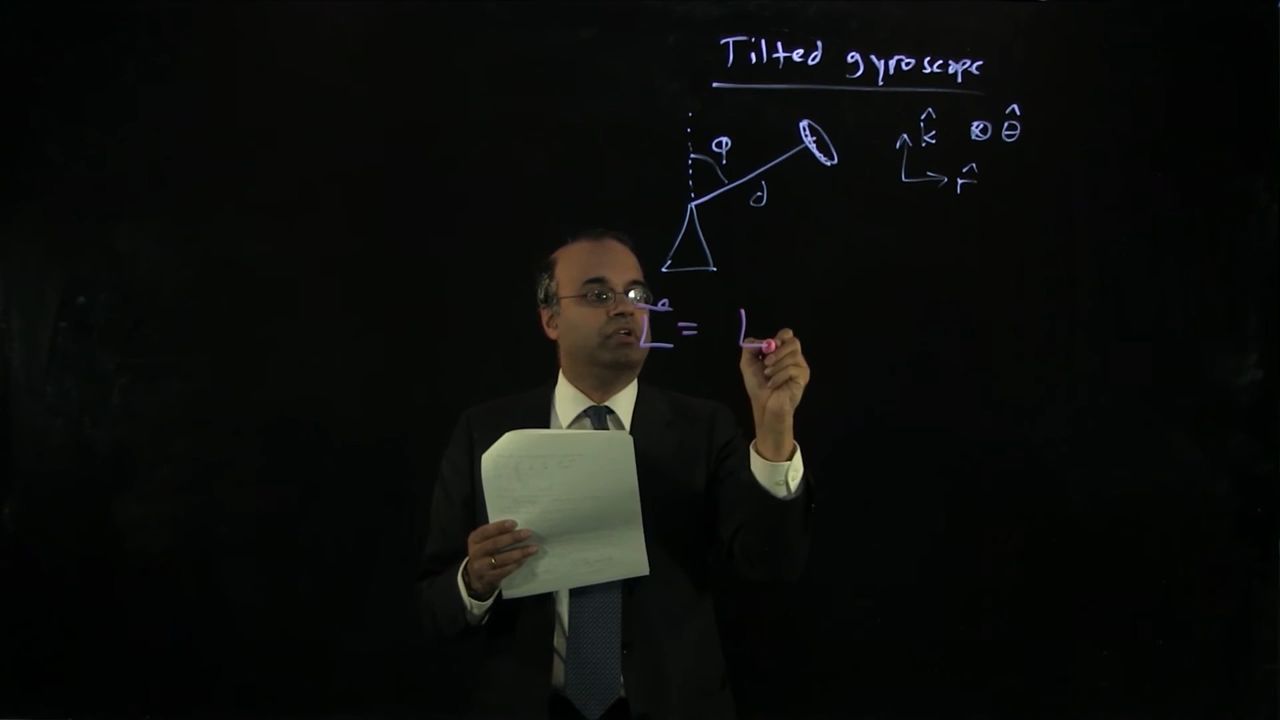 Tilted gyroscope
φ
d
k̂ ⊗ θ̂
r̂
L⃗ = L